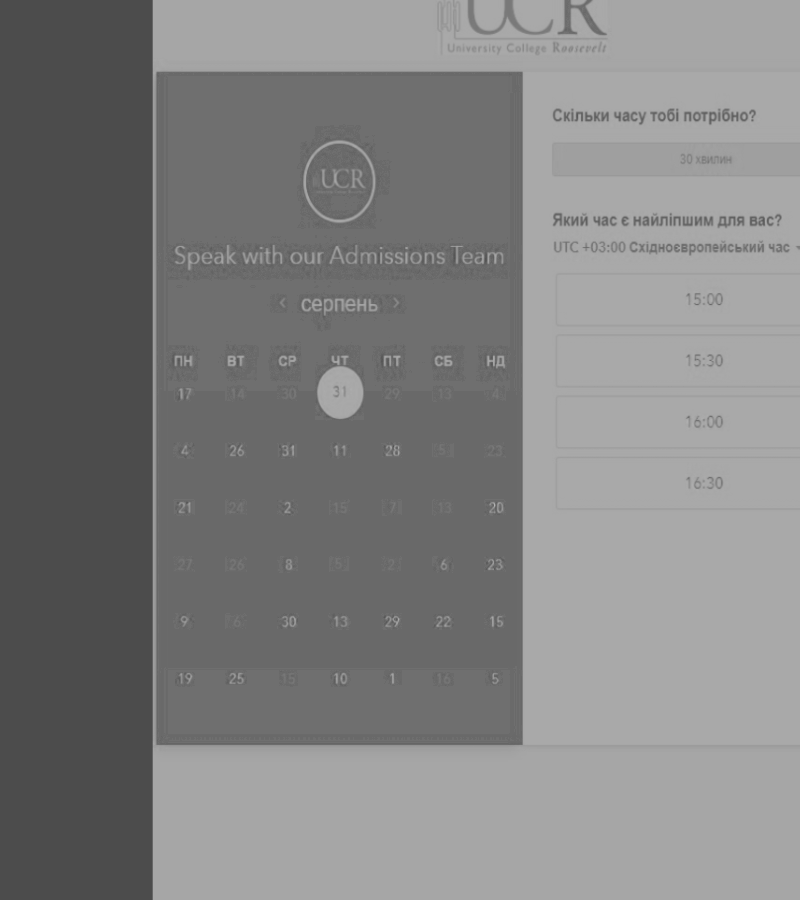 UCR
University College Roosevelt
UCR
Speak with our Admissions Team
‹ серпень ›
ПН ВТ СР ЧТ ПТ СБ НД
17 14 30 31 29 13 4
4 26 31 11 28 5 23
21 24 2 15 7 13 20
27 26 8 5 2 6 23
9 6 30 13 29 22 15
19 25 15 10 1 16 5
Скільки часу тобі потрібно?
30 хвилин
Який час є найліпшим для вас?
UTC +03:00 Східноєвропейський час
15:00
15:30
16:00
16:30